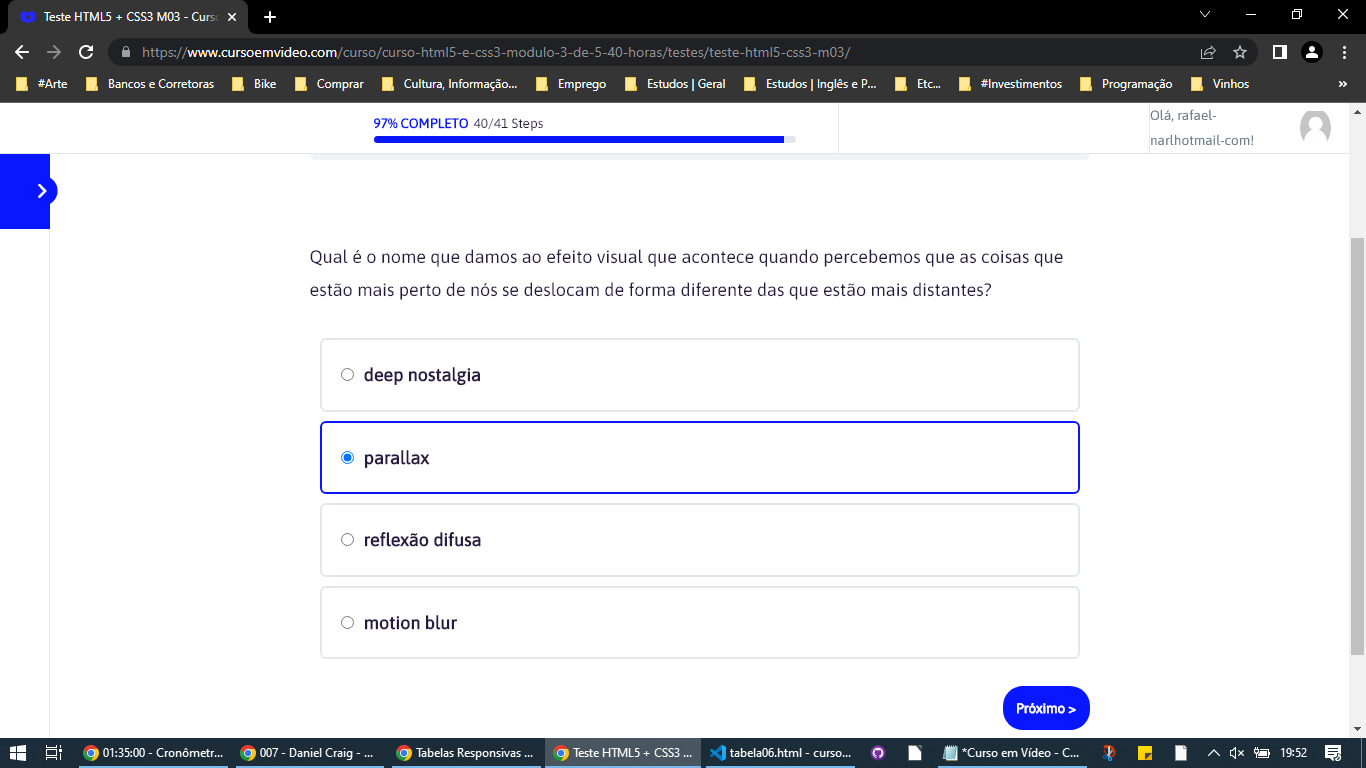 Teste HTML5 + CSS3 M03 - Curso
https://www.cursoemvideo.com/curso/curso-html5-e-css3-modulo-3-de-5-40-horas/testes/teste-html5-css3-m03/
#Arte Bancos e Corretoras Bike Comprar Cultura, Informação... Emprego Estudos | Geral Estudos | Inglês e P... Etc... #Investimentos Programação Vinhos »
97% COMPLETO 40/41 Steps
Olá, rafael-
narlhotmail-com!
Qual é o nome que damos ao efeito visual que acontece quando percebemos que as coisas que
estão mais perto de nós se deslocam de forma diferente das que estão mais distantes?
deep nostalgia
parallax
reflexão difusa
motion blur
Próximo >
01:35:00 - Cronômetr... 007 - Daniel Craig - ... Tabelas Responsivas ... Teste HTML5 + CSS3 ... tabela06.html - curso... *Curso em Vídeo - C... 19:52